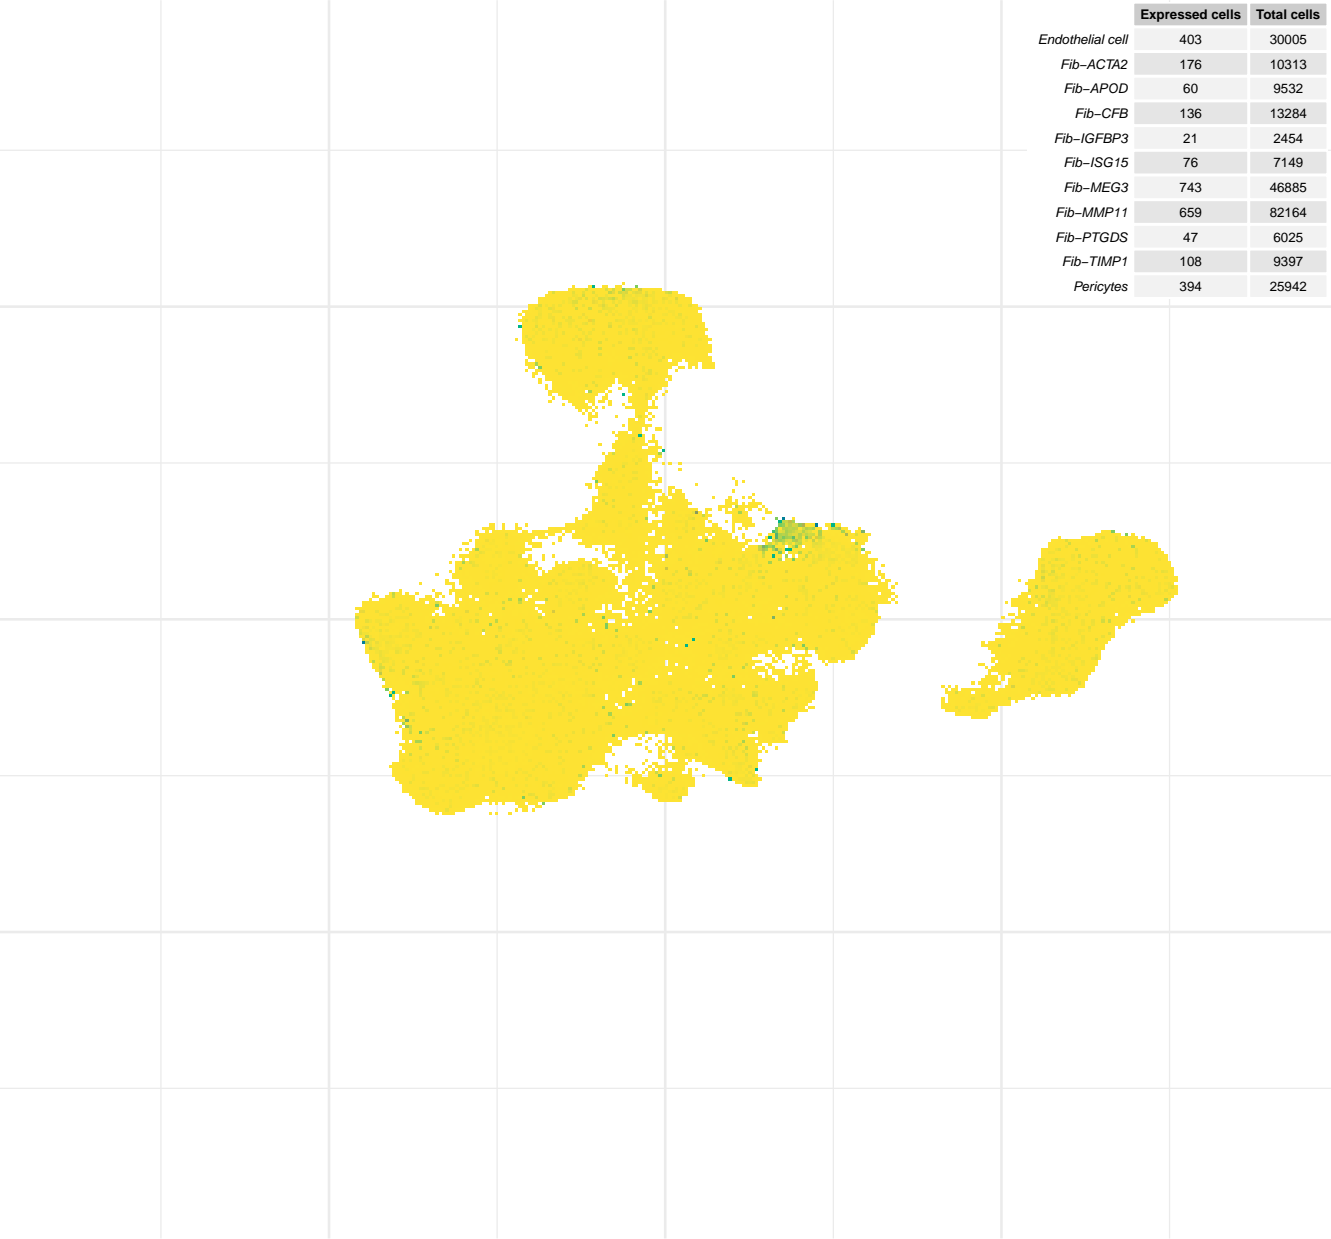 Expressed cells Total cells
Endothelial cell 403 30005
Fib−ACTA2 176 10313
Fib−APOD 60 9532
Fib−CFB 136 13284
Fib−IGFBP3 21 2454
Fib−ISG15 76 7149
Fib−MEG3 743 46885
Fib−MMP11 659 82164
Fib−PTGDS 47 6025
Fib−TIMP1 108 9397
Pericytes 394 25942